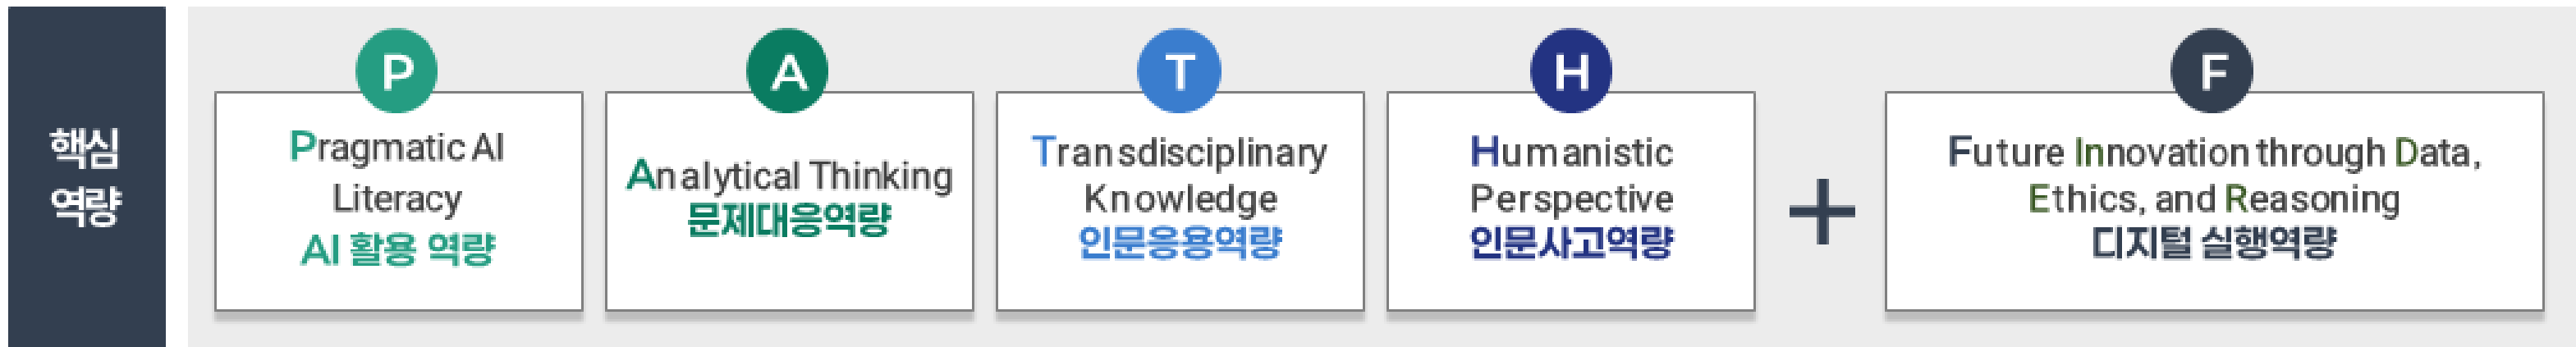 핵심
역량
P
Pragmatic AI
Literacy
AI 활용 역량
A
Analytical Thinking
문제대응역량
T
Transdisciplinary
Knowledge
인문응용역량
H
Humanistic
Perspective
인문사고역량
+
F
Future Innovation through Data,
Ethics, and Reasoning
디지털 실행역량